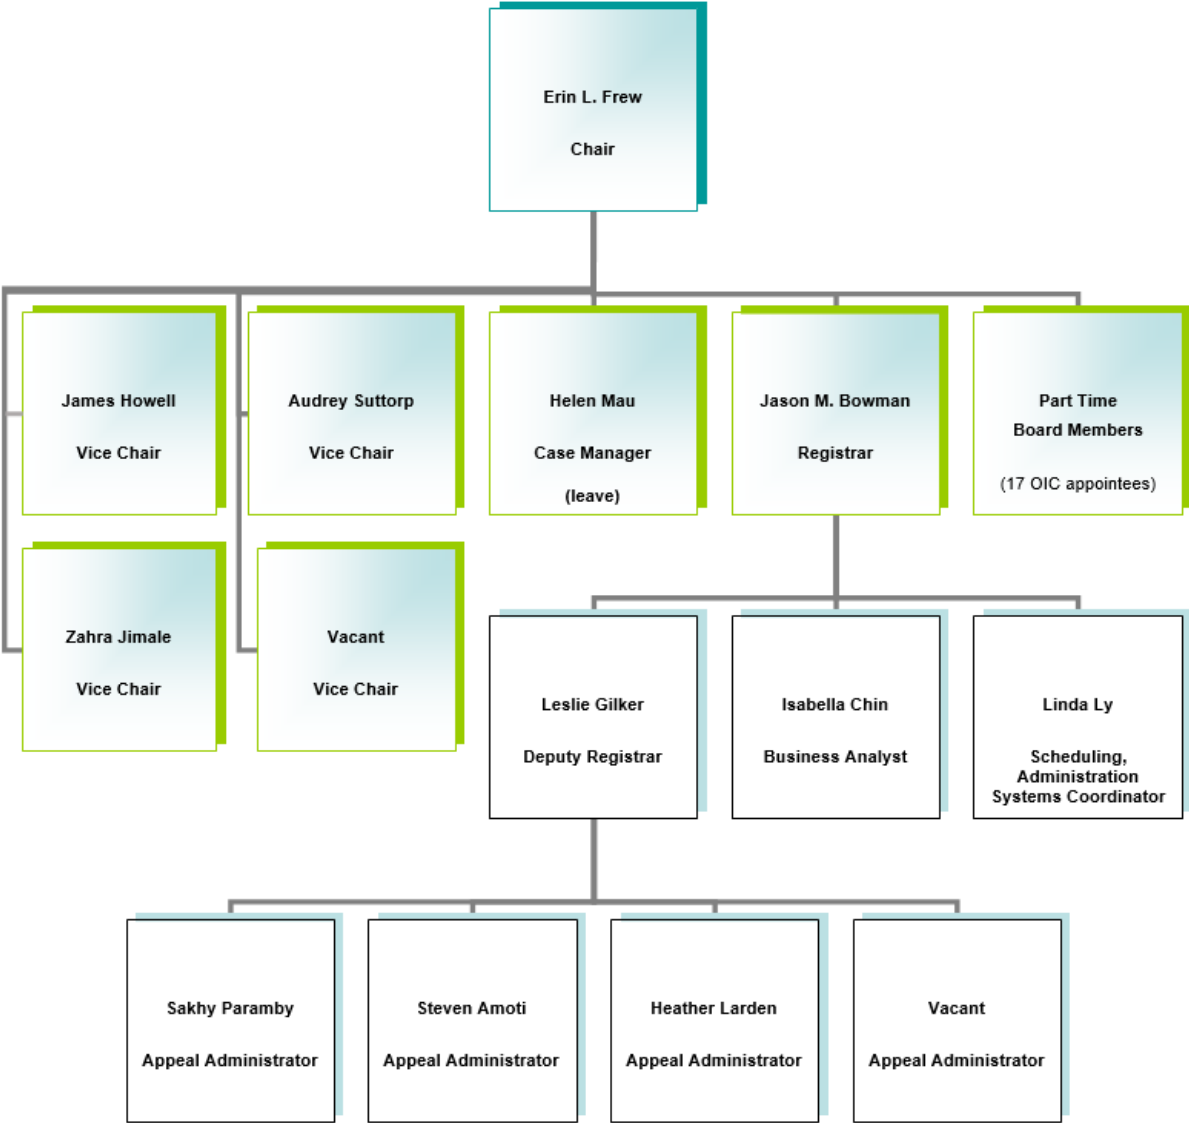 Erin L. Frew
Chair
James Howell
Vice Chair
Audrey Suttorp
Vice Chair
Helen Mau
Case Manager
(leave)
Jason M. Bowman
Registrar
Part Time
Board Members
(17 OIC appointees)
Zahra Jimale
Vice Chair
Vacant
Vice Chair
Leslie Gilker
Deputy Registrar
Isabella Chin
Business Analyst
Linda Ly
Scheduling,
Administration
Systems Coordinator
Sakhy Paramby
Appeal Administrator
Steven Amoti
Appeal Administrator
Heather Larden
Appeal Administrator
Vacant
Appeal Administrator